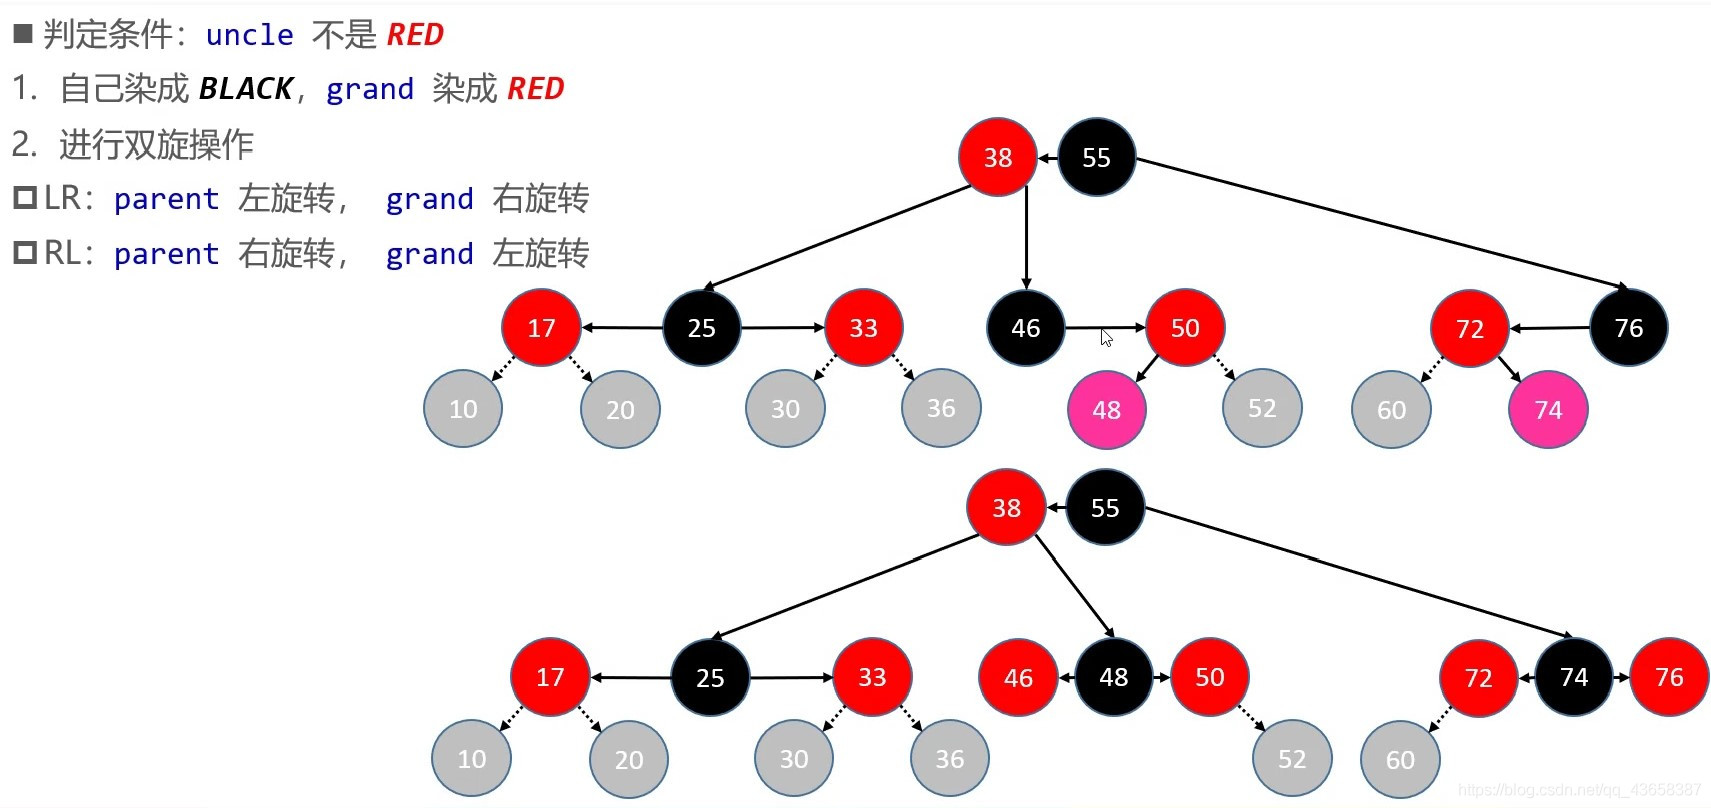 ■ 判定条件：uncle 不是 RED
1. 自己染成 BLACK，grand 染成 RED
2. 进行双旋操作
LR：parent 左旋转， grand 右旋转
RL：parent 右旋转， grand 左旋转
38 55
17 25 33 46 50 72 76
10 20 30 36 48 52 60 74
38 55
17 25 33 46 48 50 72 74 76
10 20 30 36 52 60
https://blog.csdn.net/qq_43658387